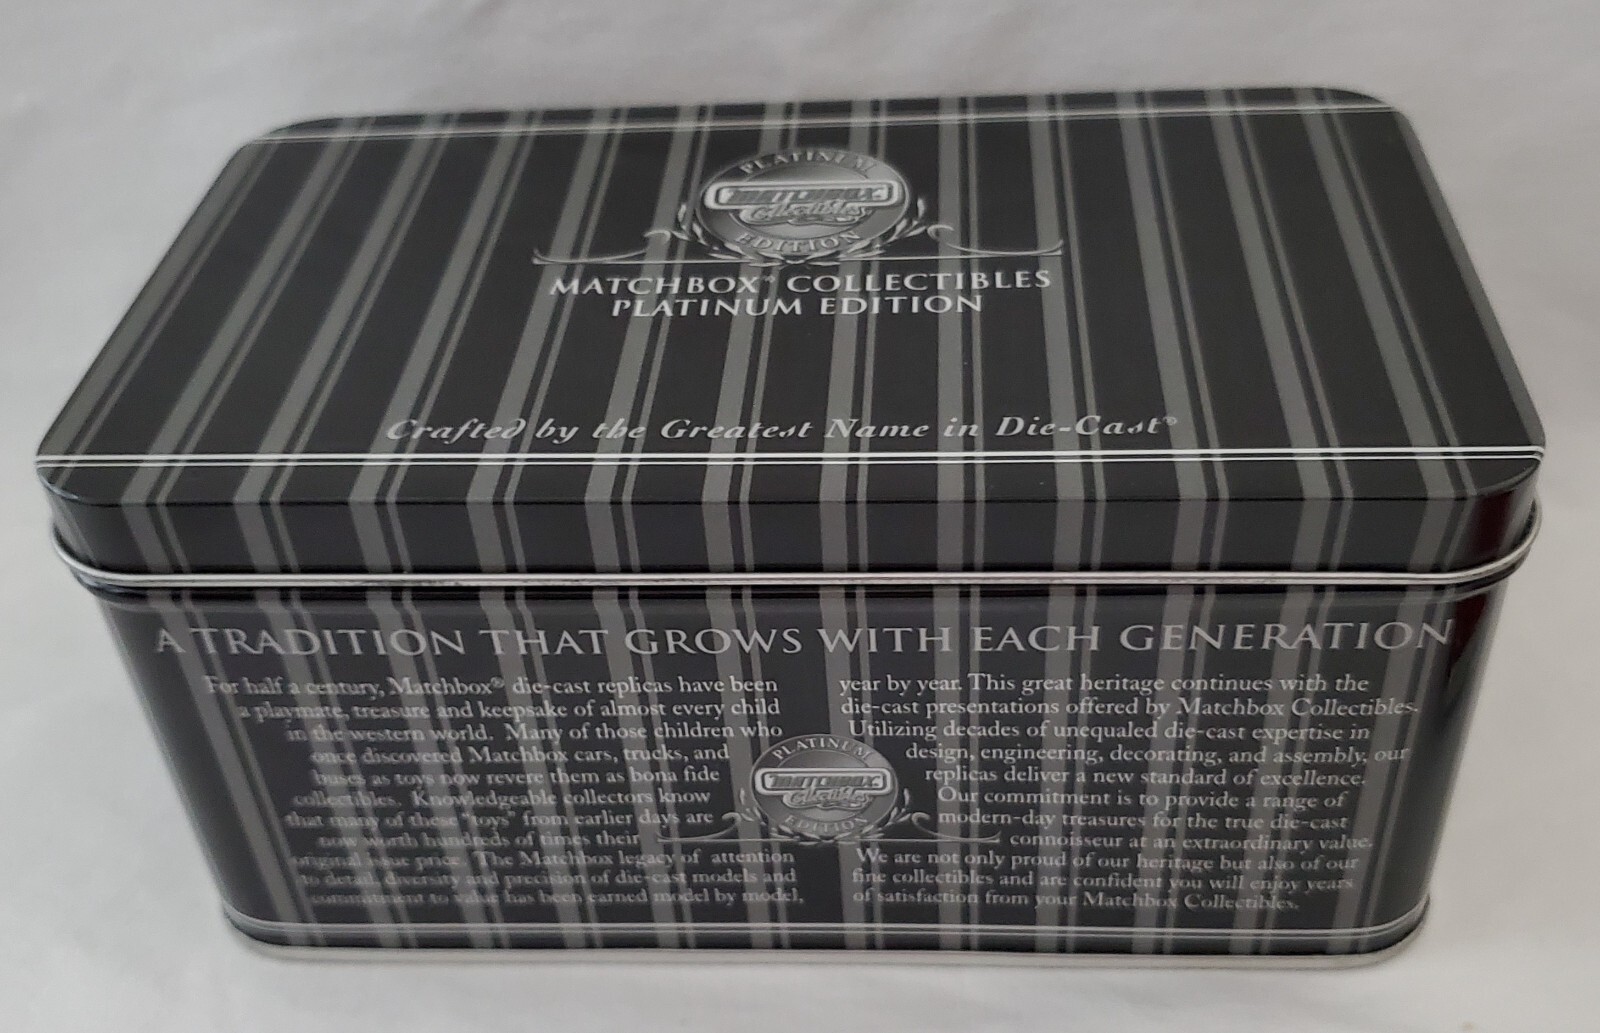 PLATINUM
MATCHBOX
Collectibles
EDITION
MATCHBOX® COLLECTIBLES
PLATINUM EDITION
Crafted by the Greatest Name in Die-Cast®
A TRADITION THAT GROWS WITH EACH GENERATION
For half a century, Matchbox® die-cast replicas have been
a playmate, treasure and keepsake of almost every child
in the western world. Many of those children who
once discovered Matchbox cars, trucks, and
buses as toys now revere them as bona fide
collectibles. Knowledgeable collectors know
that many of these "toys" from earlier days are
now worth hundreds of times their
original issue price. The Matchbox legacy of attention
to detail, diversity and precision of die-cast models and
commitment to value has been earned model by model,
PLATINUM
MATCHBOX
Collectibles
EDITION
year by year. This great heritage continues with the
die-cast presentations offered by Matchbox Collectibles.
Utilizing decades of unequaled die-cast expertise in
design, engineering, decorating, and assembly, our
replicas deliver a new standard of excellence.
Our commitment is to provide a range of
modern-day treasures for the true die-cast
connoisseur at an extraordinary value.
We are not only proud of our heritage but also of our
fine collectibles and are confident you will enjoy years
of satisfaction from your Matchbox Collectibles.